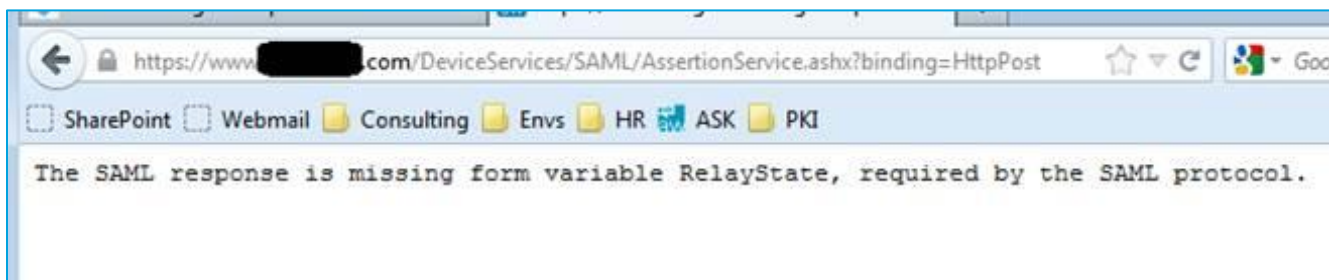 https://www. .com/DeviceServices/SAML/AssertionService.ashx?binding=HttpPost
SharePoint Webmail Consulting Envs HR ASK PKI
The SAML response is missing form variable RelayState, required by the SAML protocol.